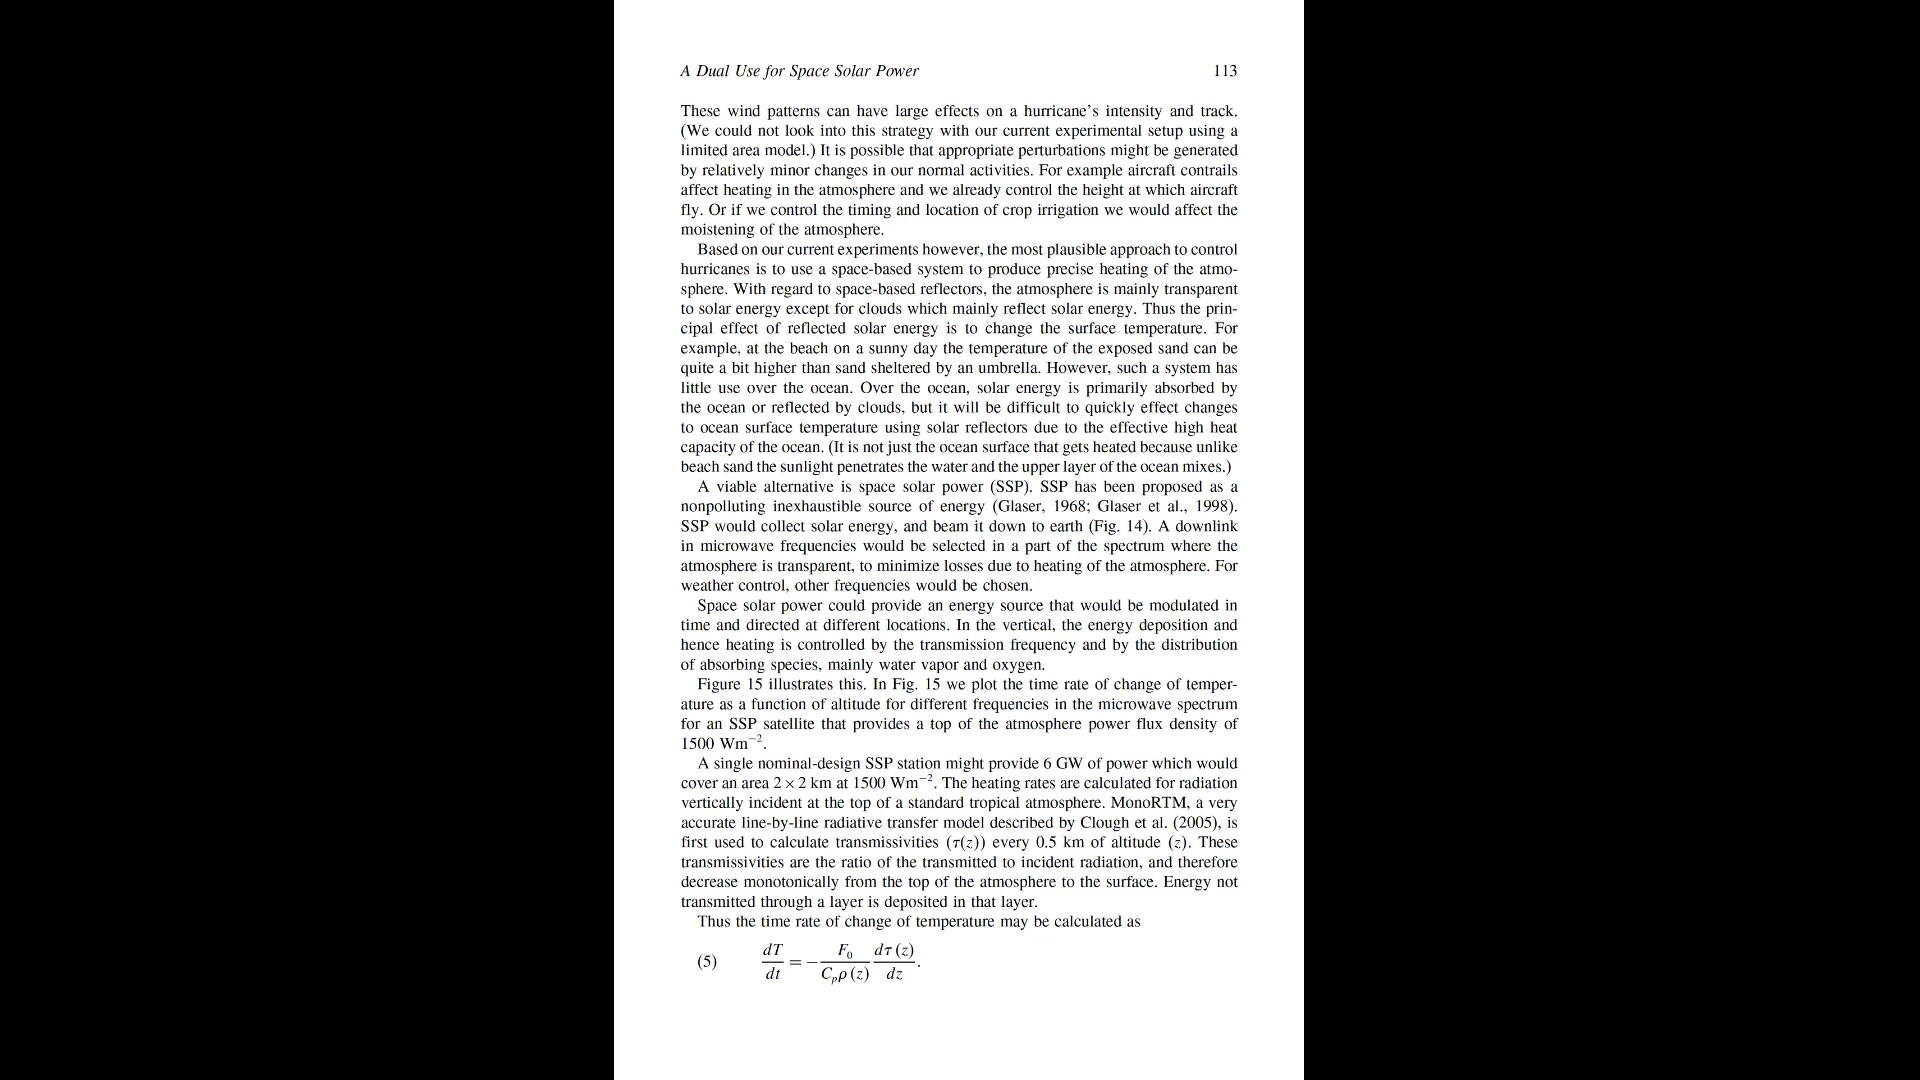 A Dual Use for Space Solar Power 113
These wind patterns can have large effects on a hurricane's intensity and track.
(We could not look into this strategy with our current experimental setup using a
limited area model.) It is possible that appropriate perturbations might be generated
by relatively minor changes in our normal activities. For example aircraft contrails
affect heating in the atmosphere and we already control the height at which aircraft
fly. Or if we control the timing and location of crop irrigation we would affect the
moistening of the atmosphere.
Based on our current experiments however, the most plausible approach to control
hurricanes is to use a space-based system to produce precise heating of the atmo-
sphere. With regard to space-based reflectors, the atmosphere is mainly transparent
to solar energy except for clouds which mainly reflect solar energy. Thus the prin-
cipal effect of reflected solar energy is to change the surface temperature. For
example, at the beach on a sunny day the temperature of the exposed sand can be
quite a bit higher than sand sheltered by an umbrella. However, such a system has
little use over the ocean. Over the ocean, solar energy is primarily absorbed by
the ocean or reflected by clouds, but it will be difficult to quickly effect changes
to ocean surface temperature using solar reflectors due to the effective high heat
capacity of the ocean. (It is not just the ocean surface that gets heated because unlike
beach sand the sunlight penetrates the water and the upper layer of the ocean mixes.)
A viable alternative is space solar power (SSP). SSP has been proposed as a
nonpolluting inexhaustible source of energy (Glaser, 1968; Glaser et al., 1998).
SSP would collect solar energy, and beam it down to earth (Fig. 14). A downlink
in microwave frequencies would be selected in a part of the spectrum where the
atmosphere is transparent, to minimize losses due to heating of the atmosphere. For
weather control, other frequencies would be chosen.
Space solar power could provide an energy source that would be modulated in
time and directed at different locations. In the vertical, the energy deposition and
hence heating is controlled by the transmission frequency and by the distribution
of absorbing species, mainly water vapor and oxygen.
Figure 15 illustrates this. In Fig. 15 we plot the time rate of change of temper-
ature as a function of altitude for different frequencies in the microwave spectrum
for an SSP satellite that provides a top of the atmosphere power flux density of
1500 Wm⁻².
A single nominal-design SSP station might provide 6 GW of power which would
cover an area 2 × 2 km at 1500 Wm⁻². The heating rates are calculated for radiation
vertically incident at the top of a standard tropical atmosphere. MonoRTM, a very
accurate line-by-line radiative transfer model described by Clough et al. (2005), is
first used to calculate transmissivities (τ(z)) every 0.5 km of altitude (z). These
transmissivities are the ratio of the transmitted to incident radiation, and therefore
decrease monotonically from the top of the atmosphere to the surface. Energy not
transmitted through a layer is deposited in that layer.
Thus the time rate of change of temperature may be calculated as
(5) dT/dt = − F₀/(Cₚρ(z)) dτ(z)/dz.